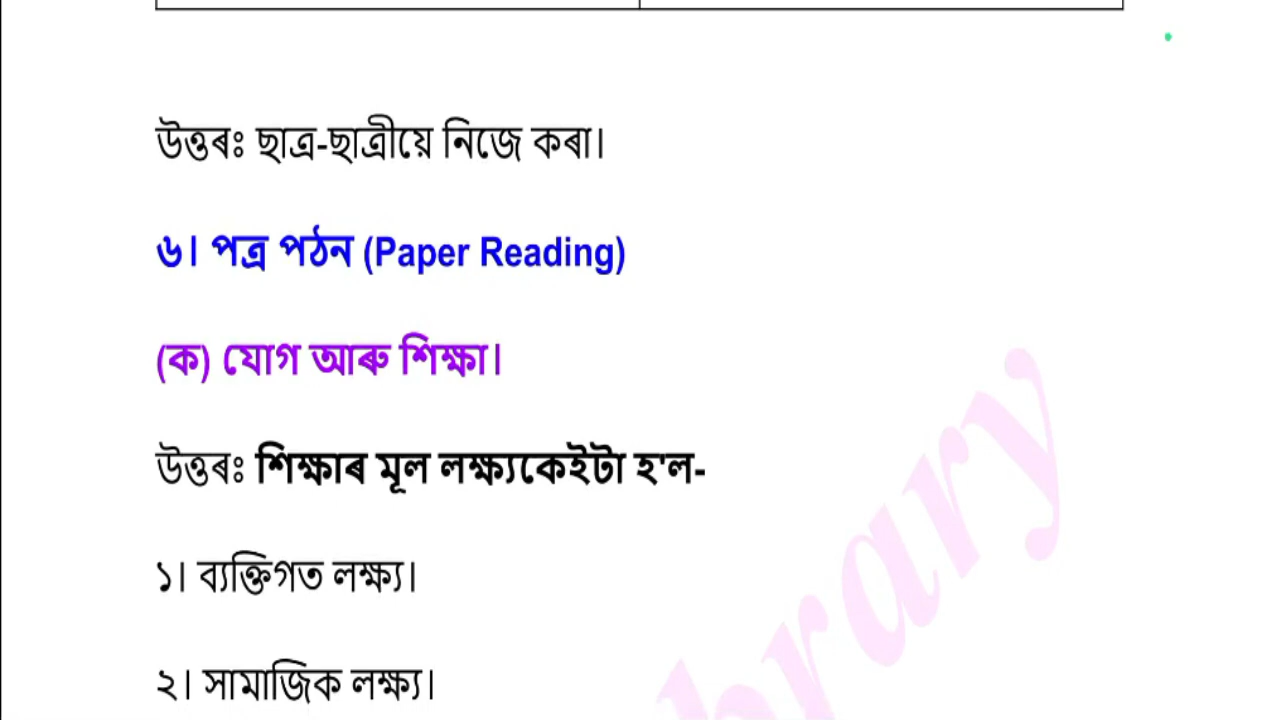 উত্তৰঃ ছাত্ৰ-ছাত্ৰীয়ে নিজে কৰা।
৬। পত্ৰ পঠন (Paper Reading)
(ক) যোগ আৰু শিক্ষা।
উত্তৰঃ শিক্ষাৰ মূল লক্ষ্যকেইটা হ'ল-
১। ব্যক্তিগত লক্ষ্য।
২। সামাজিক লক্ষ্য।
brary